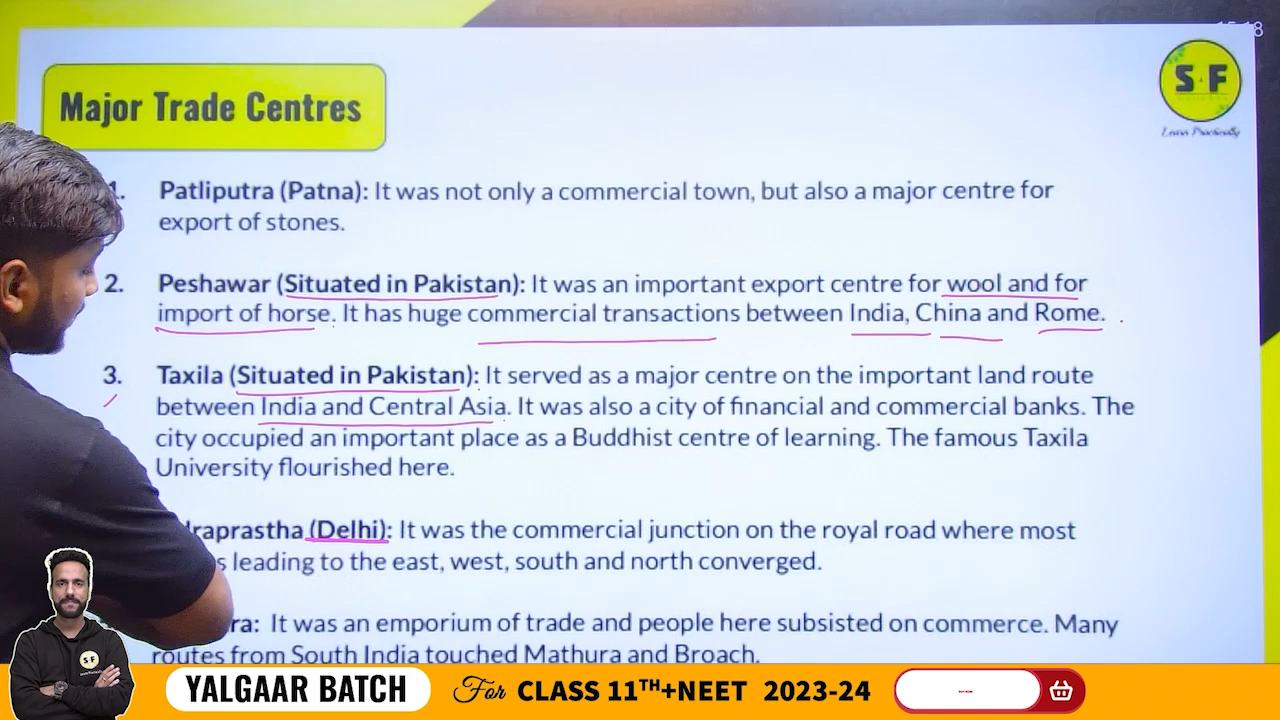 S F
Learn Practically
Major Trade Centres
1. Patliputra (Patna): It was not only a commercial town, but also a major centre for
export of stones.
2. Peshawar (Situated in Pakistan): It was an important export centre for wool and for
import of horse. It has huge commercial transactions between India, China and Rome.
3. Taxila (Situated in Pakistan): It served as a major centre on the important land route
between India and Central Asia. It was also a city of financial and commercial banks. The
city occupied an important place as a Buddhist centre of learning. The famous Taxila
University flourished here.
draprastha (Delhi): It was the commercial junction on the royal road where most
s leading to the east, west, south and north converged.
ra: It was an emporium of trade and people here subsisted on commerce. Many
routes from South India touched Mathura and Broach.
S F
YALGAAR BATCH For CLASS 11TH+NEET 2023-24